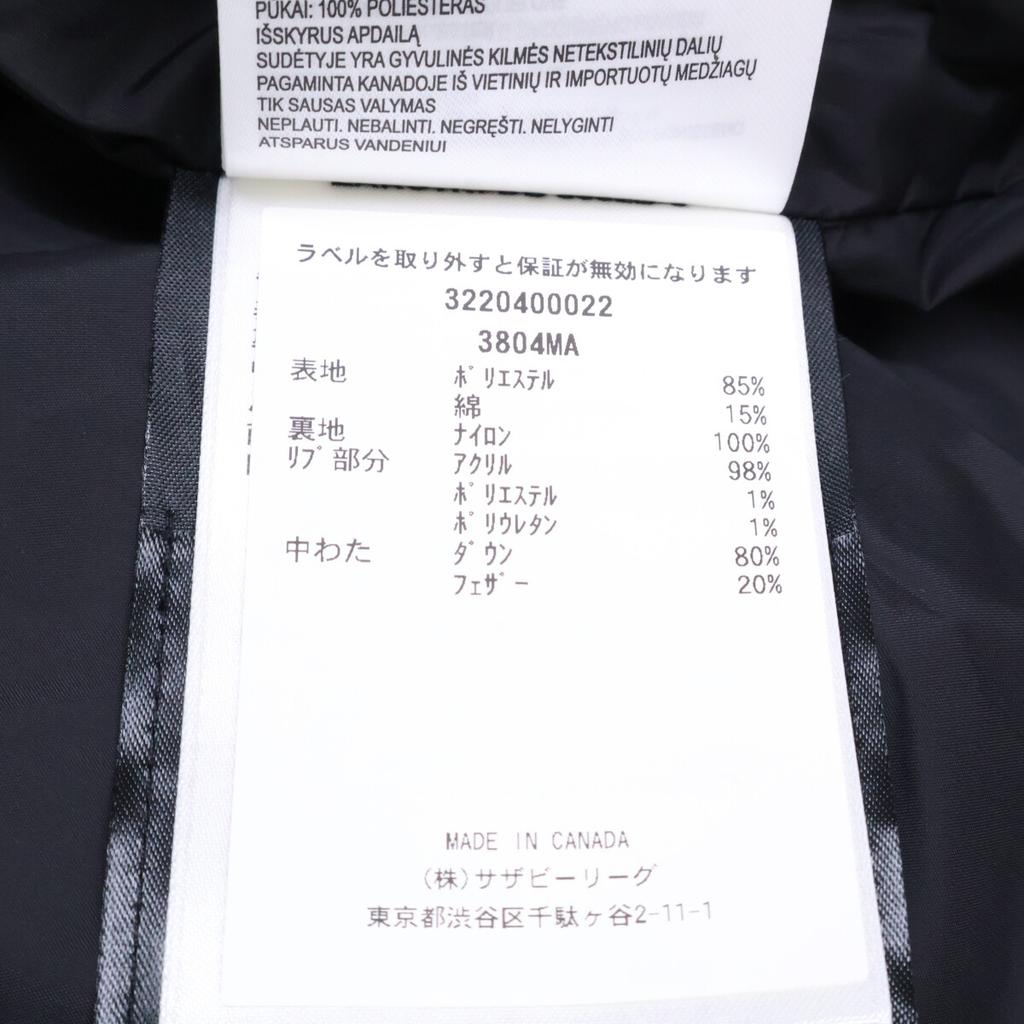 PŪKAI: 100% POLIESTERAS
IŠSKYRUS APDAILĄ
SUDĖTYJE YRA GYVULINĖS KILMĖS NETEKSTILINIŲ DALIŲ
PAGAMINTA KANADOJE IŠ VIETINIŲ IR IMPORTUOTŲ MEDŽIAGŲ
TIK SAUSAS VALYMAS
NEPLAUTI. NEBALINTI. NEGRĘŠTI. NELYGINTI
ATSPARUS VANDENIUI
ラベルを取り外すと保証が無効になります
3220400022
3804MA
表地 ﾎﾟﾘｴｽﾃﾙ 85%
綿 15%
裏地 ﾅｲﾛﾝ 100%
ﾘﾌﾞ部分 ｱｸﾘﾙ 98%
ﾎﾟﾘｴｽﾃﾙ 1%
ﾎﾟﾘｳﾚﾀﾝ 1%
中わた ﾀﾞｳﾝ 80%
ﾌｪｻﾞｰ 20%
MADE IN CANADA
(株)サザビーリーグ
東京都渋谷区千駄ヶ谷2-11-1